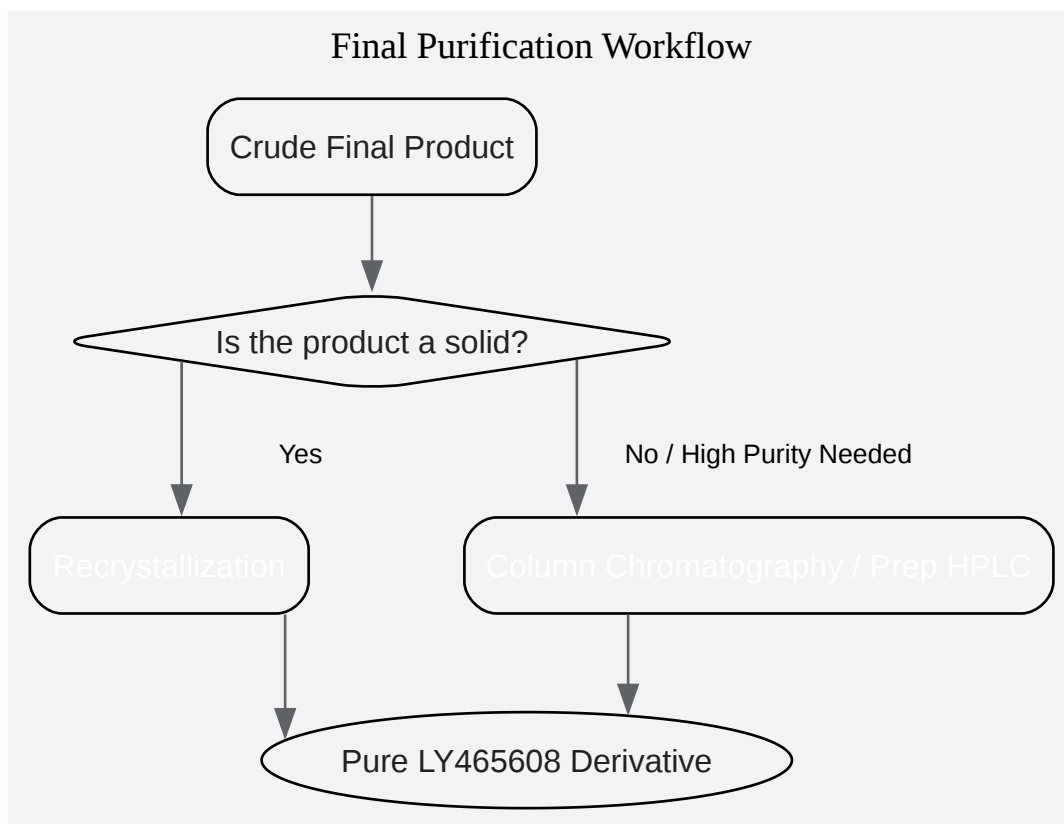 Final Purification Workflow
Crude Final Product
Is the product a solid?
Yes
No / High Purity Needed
Recrystallization
Column Chromatography / Prep HPLC
Pure LY465608 Derivative